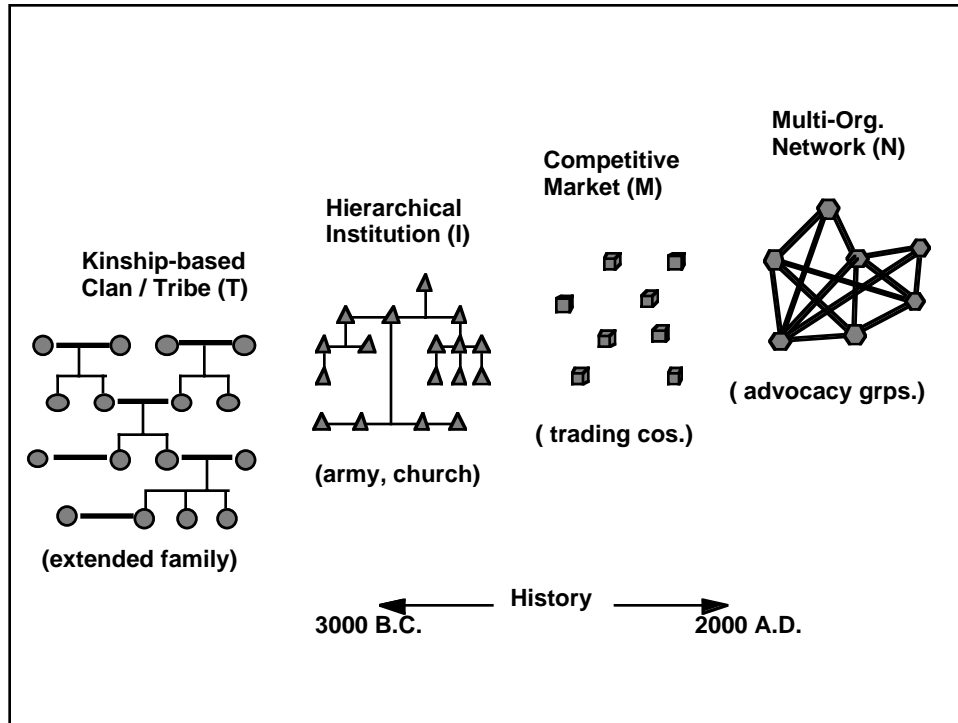 Kinship-based
Clan / Tribe (T)
(extended family)
Hierarchical
Institution (I)
(army, church)
Competitive
Market (M)
( trading cos.)
Multi-Org.
Network (N)
( advocacy grps.)
History
3000 B.C.
2000 A.D.